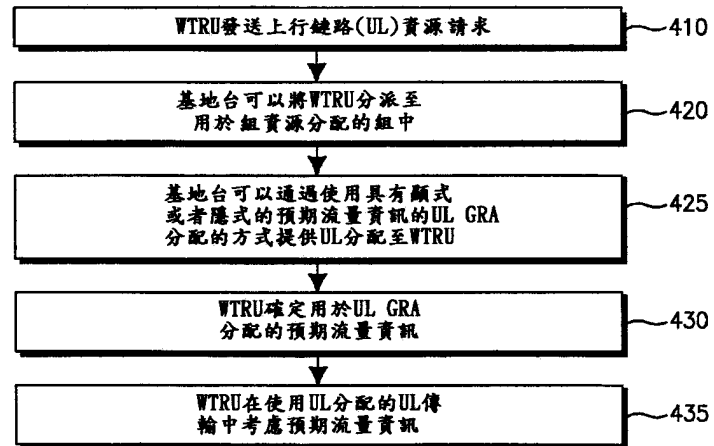 WTRU發送上行鏈路(UL)資源請求
410
基地台可以將WTRU分派至
用於組資源分配的組中
420
基地台可以通過使用具有顯式
或者隱式的預期流量資訊的UL GRA
分配的方式提供UL分配至WTRU
425
WTRU確定用於UL GRA
分配的預期流量資訊
430
WTRU在使用UL分配的UL傳
輸中考慮預期流量資訊
435